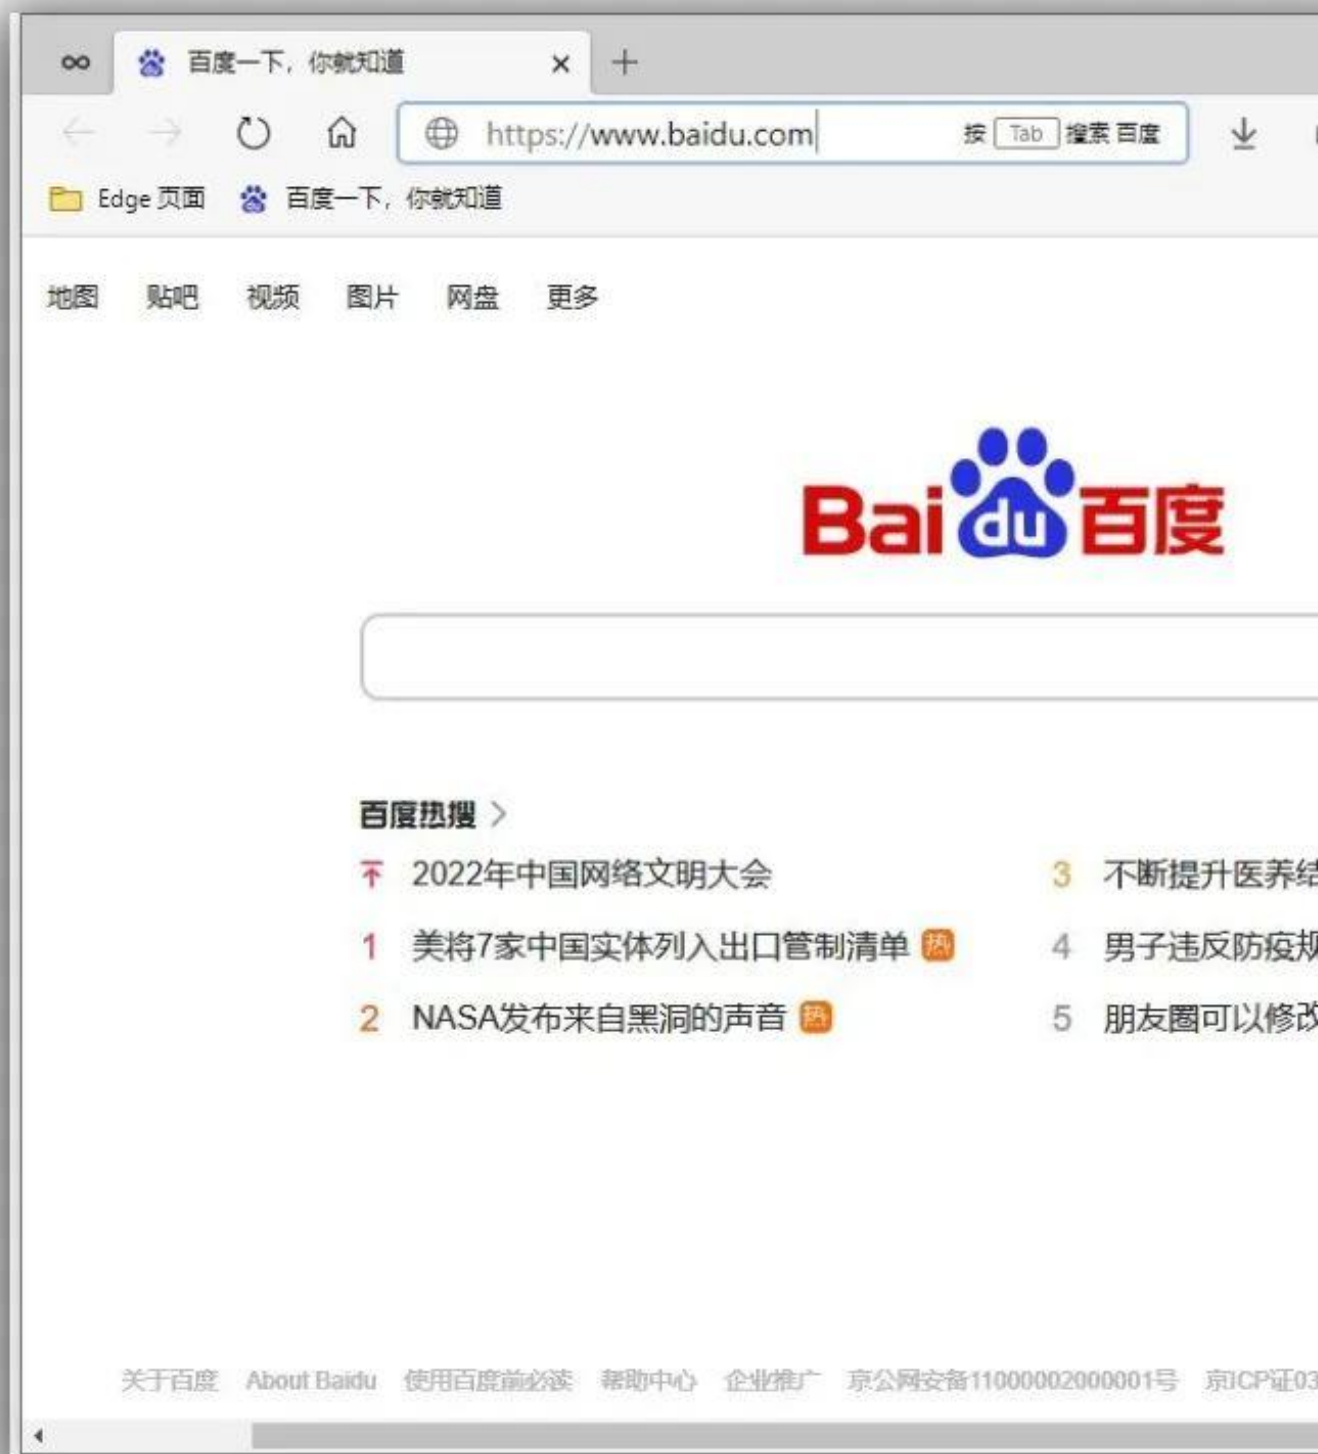 百度一下，你就知道
https://www.baidu.com 按 Tab 搜索 百度
Edge 页面 百度一下，你就知道
地图 贴吧 视频 图片 网盘 更多
Bai du 百度
百度热搜
2022年中国网络文明大会
1 美将7家中国实体列入出口管制清单 热
2 NASA发布来自黑洞的声音 热
3 不断提升医养结
4 男子违反防疫规
5 朋友圈可以修改
关于百度 About Baidu 使用百度前必读 帮助中心 企业推广 京公网安备11000002000001号 京ICP证03